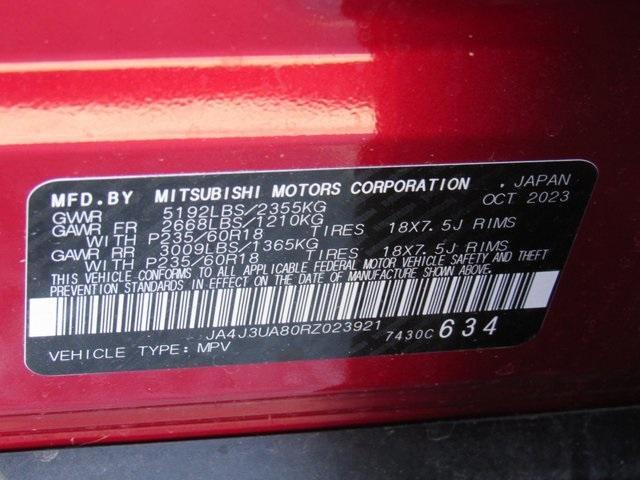 MFD.BY MITSUBISHI MOTORS CORPORATION , JAPAN
GVWR 5192LBS/2355KG OCT 2023
GAWR FR 2668LBS/1210KG
WITH P235/60R18 TIRES 18X7.5J RIMS
GAWR RR 3009LBS/1365KG
WITH P235/60R18 TIRES 18X7.5J RIMS
THIS VEHICLE CONFORMS TO ALL APPLICABLE FEDERAL MOTOR VEHICLE SAFETY AND THEFT
PREVENTION STANDARDS IN EFFECT ON THE DATE OF MANUFACTURE SHOWN ABOVE.
JA4J3UA80RZ023921
VEHICLE TYPE: MPV 7430C 634